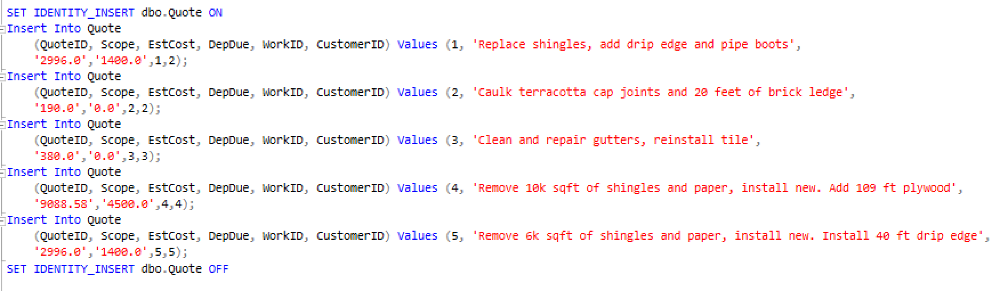 SET IDENTITY_INSERT dbo.Quote ON
Insert Into Quote
(QuoteID, Scope, EstCost, DepDue, WorkID, CustomerID) Values (1, 'Replace shingles, add drip edge and pipe boots',
'2996.0','1400.0',1,2);
Insert Into Quote
(QuoteID, Scope, EstCost, DepDue, WorkID, CustomerID) Values (2, 'Caulk terracotta cap joints and 20 feet of brick ledge',
'190.0','0.0',2,2);
Insert Into Quote
(QuoteID, Scope, EstCost, DepDue, WorkID, CustomerID) Values (3, 'Clean and repair gutters, reinstall tile',
'380.0','0.0',3,3);
Insert Into Quote
(QuoteID, Scope, EstCost, DepDue, WorkID, CustomerID) Values (4, 'Remove 10k sqft of shingles and paper, install new. Add 109 ft plywood',
'9088.58','4500.0',4,4);
Insert Into Quote
(QuoteID, Scope, EstCost, DepDue, WorkID, CustomerID) Values (5, 'Remove 6k sqft of shingles and paper, install new. Install 40 ft drip edge',
'2996.0','1400.0',5,5);
SET IDENTITY_INSERT dbo.Quote OFF